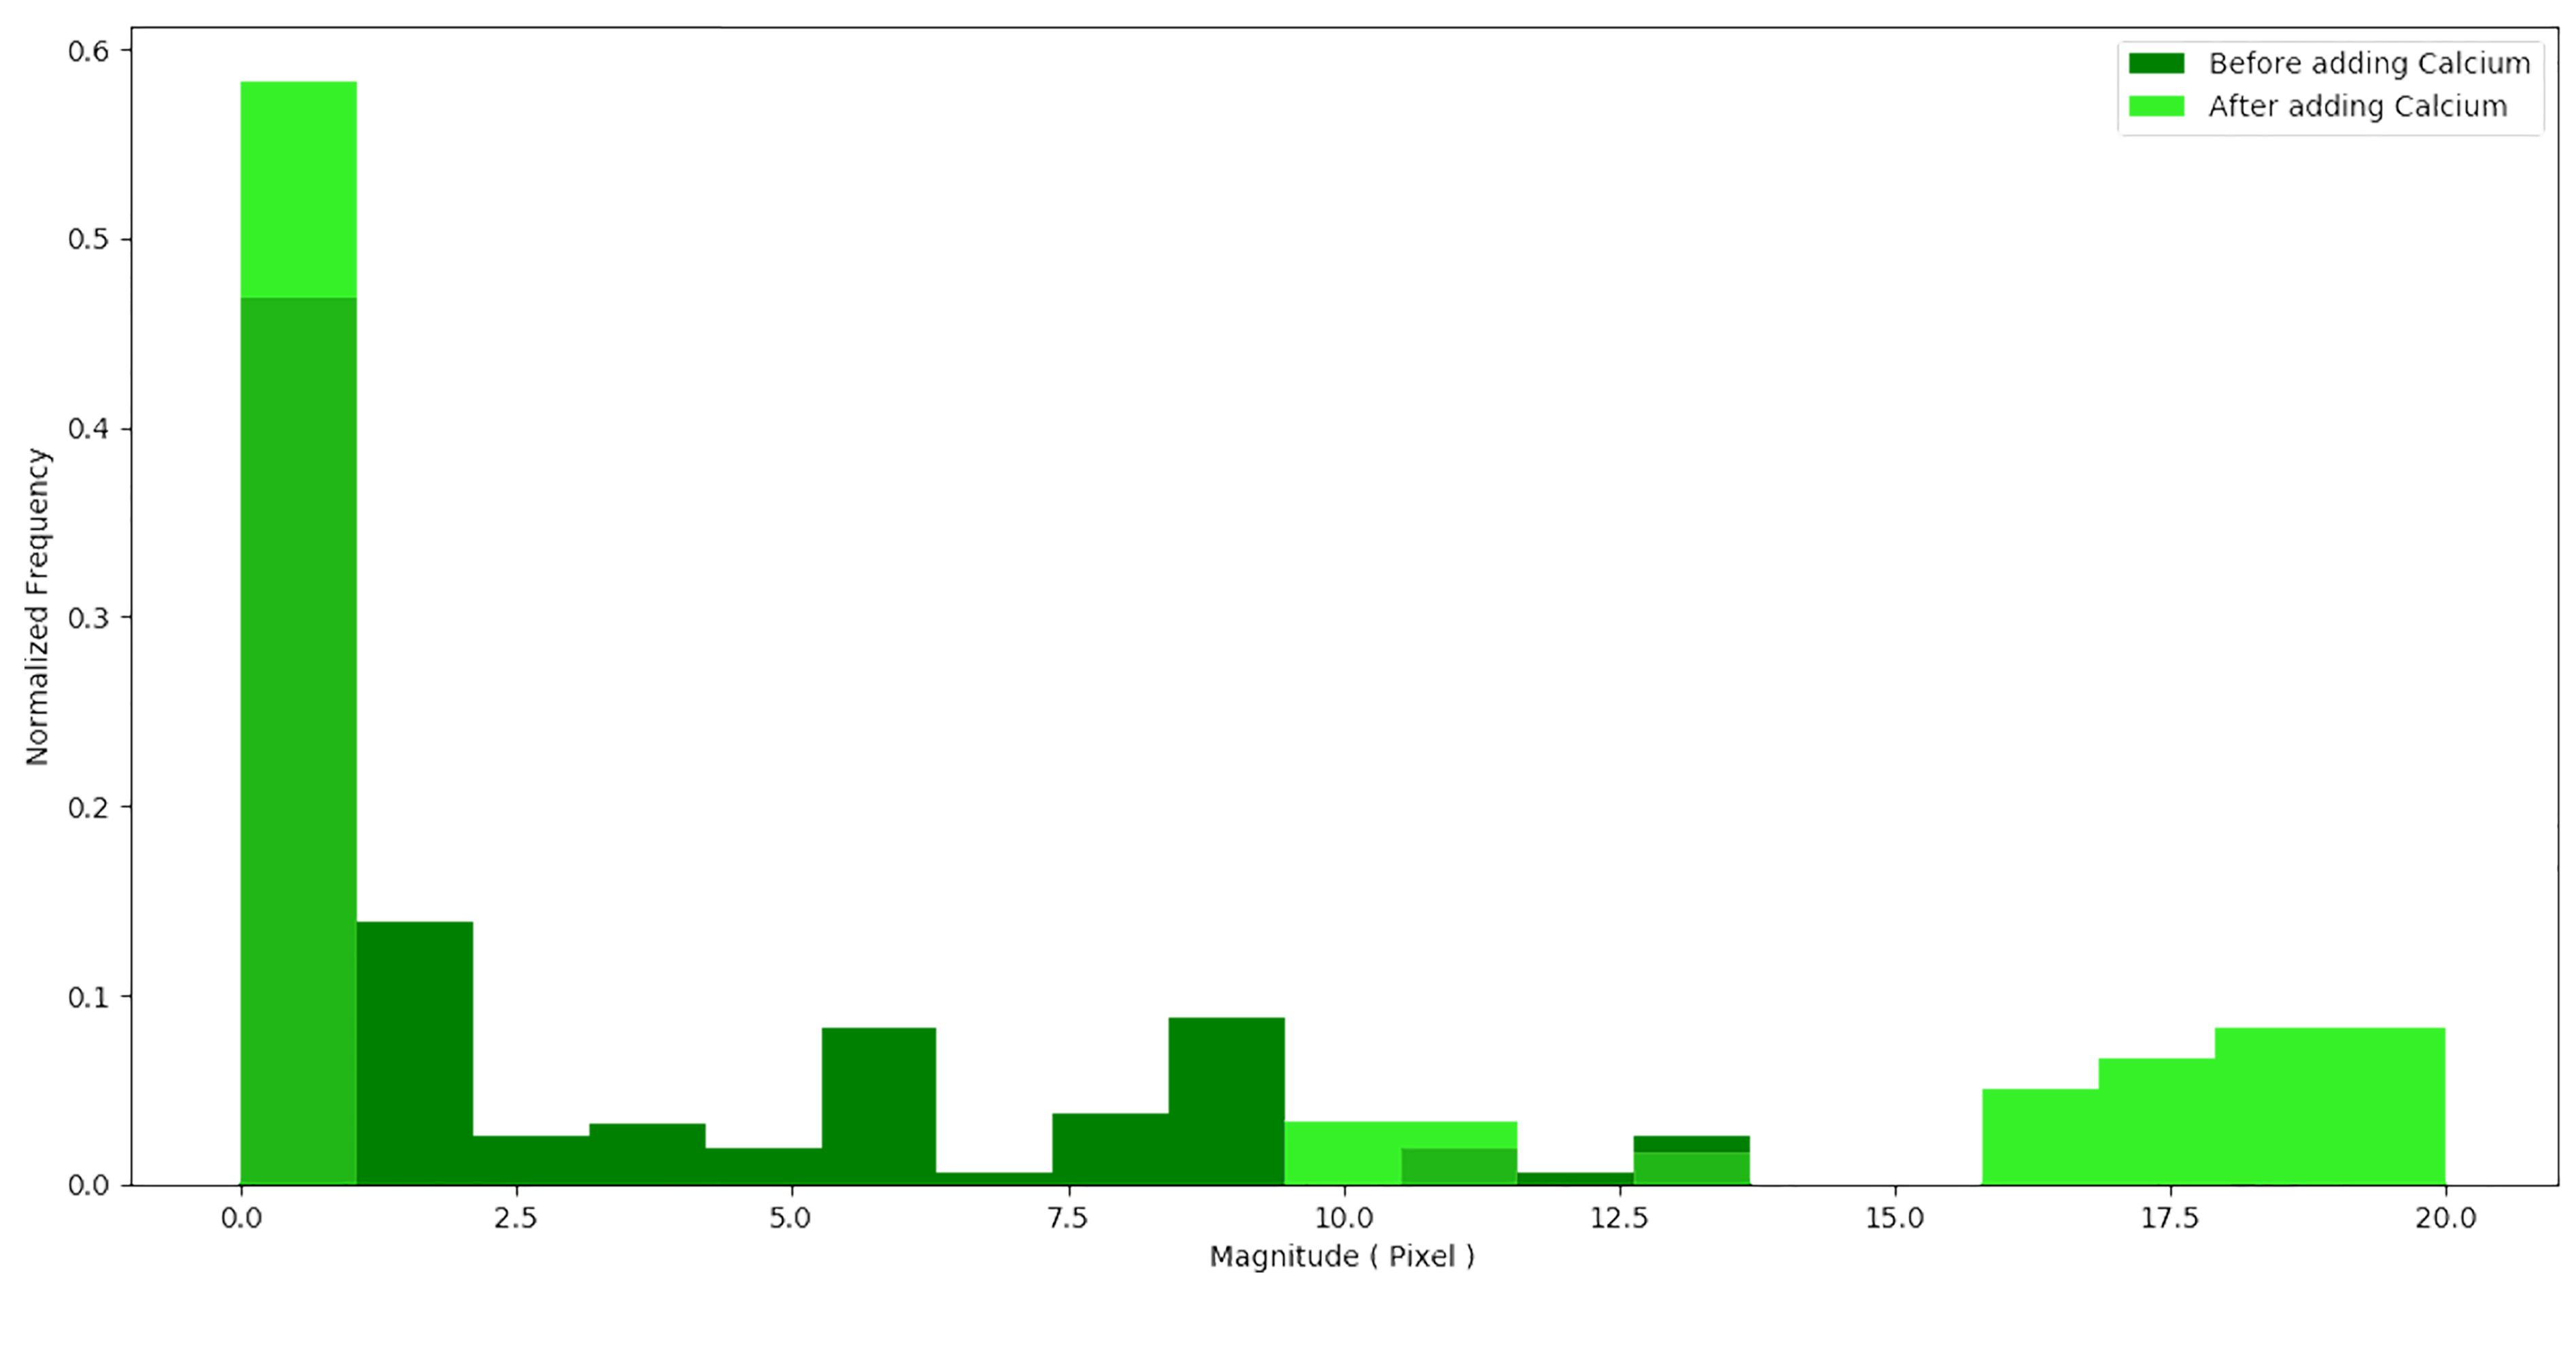 Before adding Calcium
After adding Calcium
0.6
0.5
0.4
0.3
0.2
0.1
0.0
Normalized Frequency
0.0 2.5 5.0 7.5 10.0 12.5 15.0 17.5 20.0
Magnitude ( Pixel )